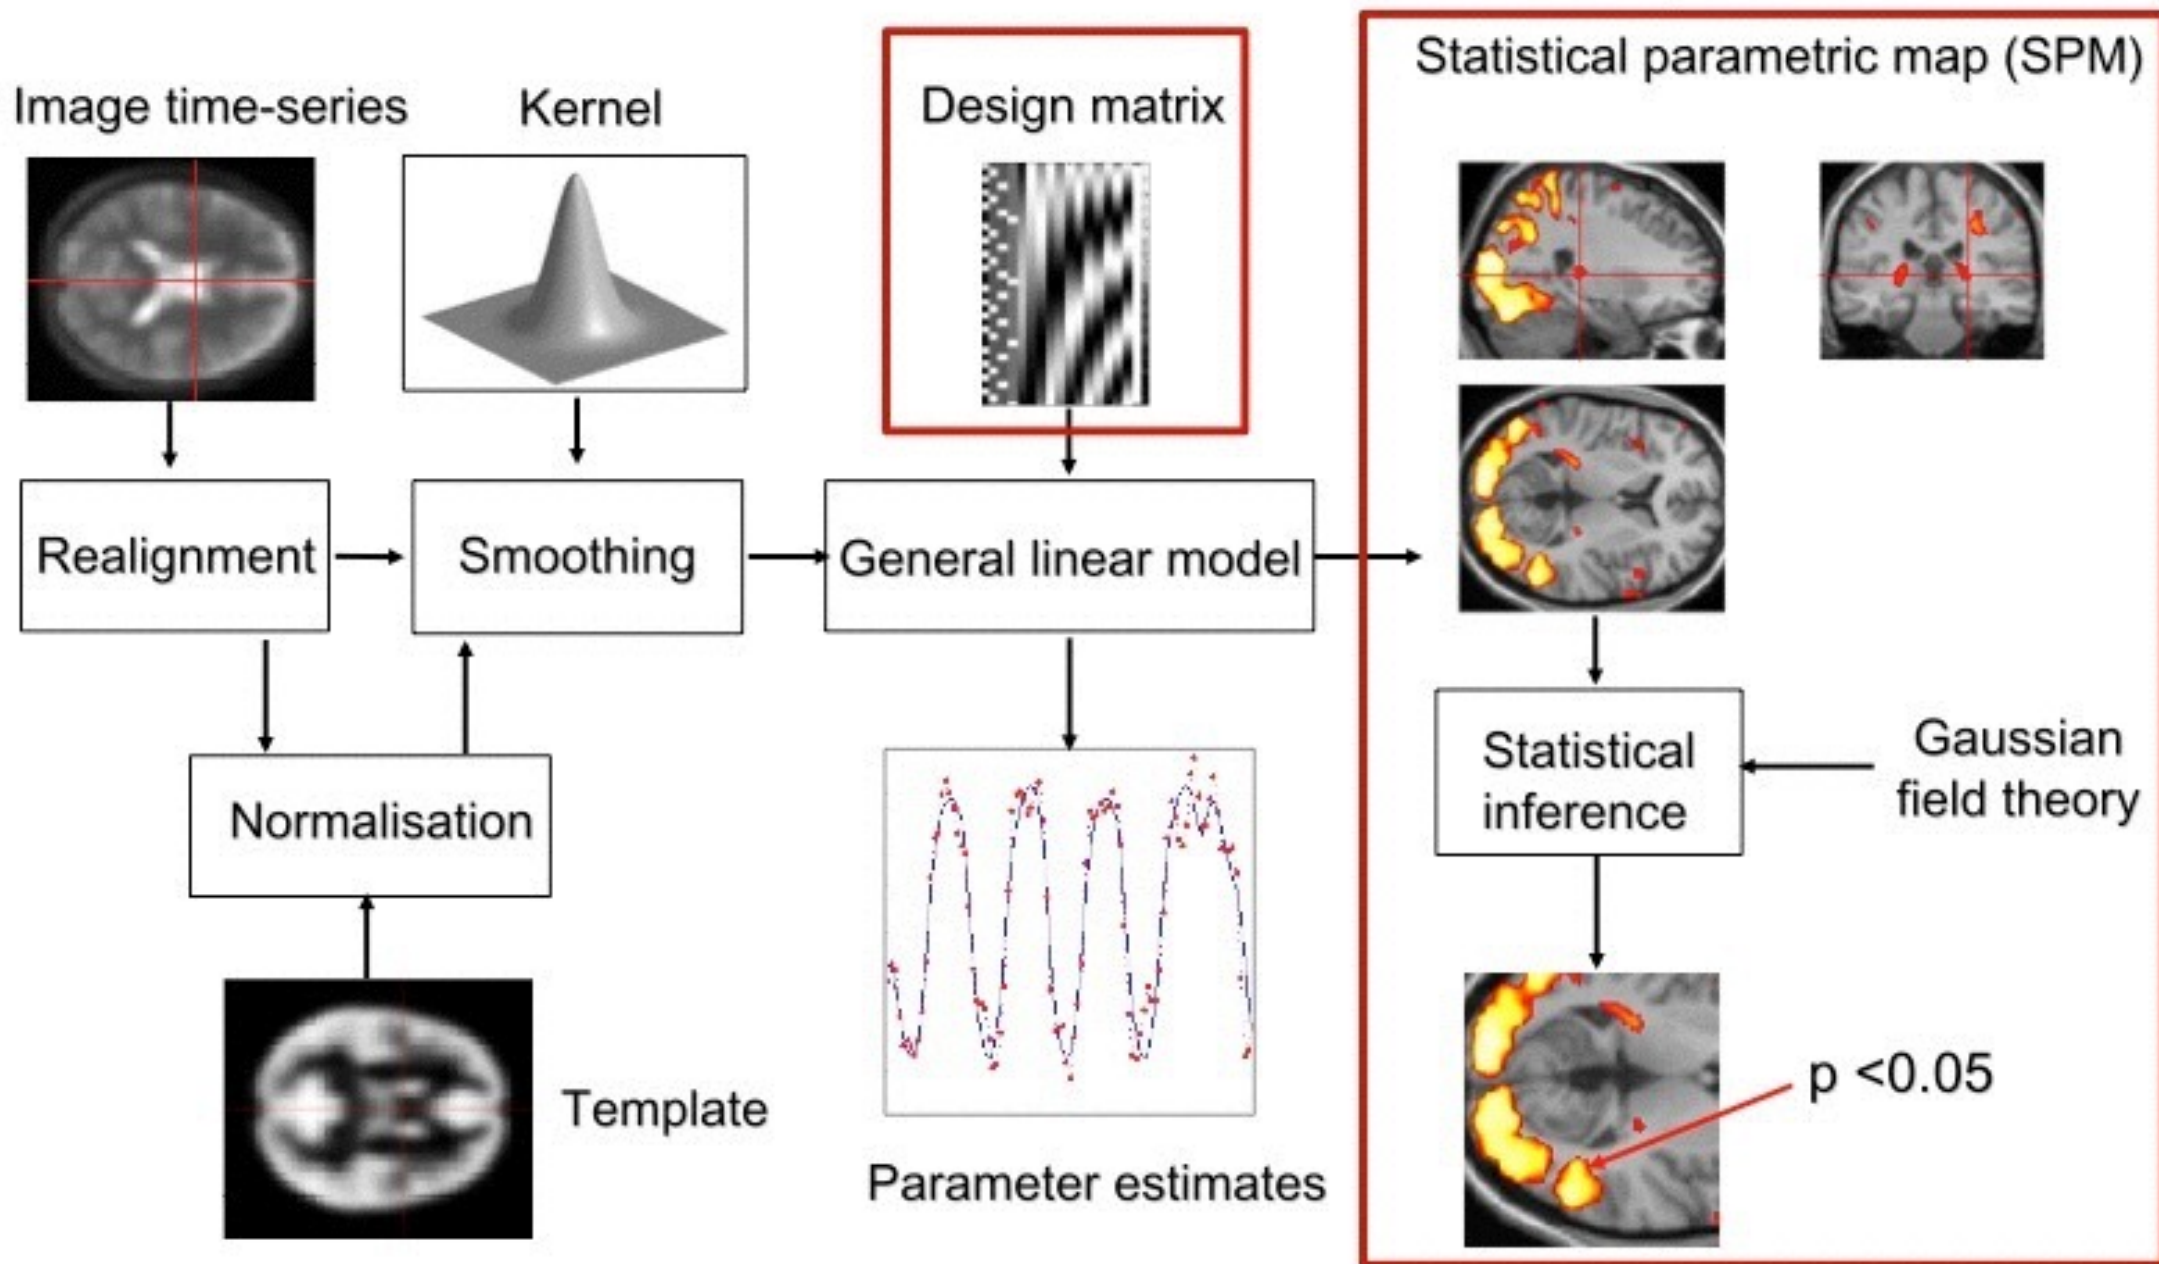 Image time-series
Kernel
Design matrix
Statistical parametric map (SPM)
Realignment
Smoothing
General linear model
Normalisation
Statistical
inference
Gaussian
field theory
Template
Parameter estimates
p <0.05